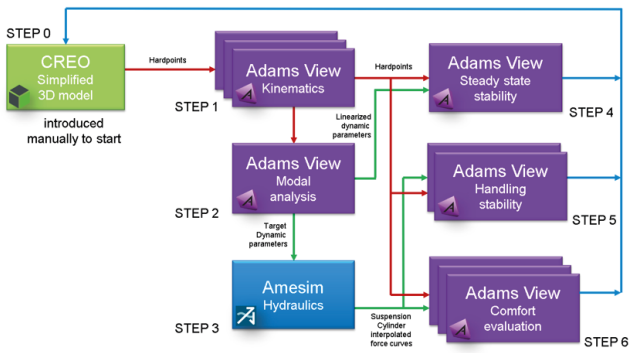 STEP 0
CREO
Simplified
3D model
introduced
manually to start
Hardpoints
Adams View
Kinematics
STEP 1
Hardpoints
Adams View
Steady state
stability
STEP 4
Linearized
dynamic
parameters
Adams View
Modal
analysis
STEP 2
Adams View
Handling
stability
STEP 5
Target
Dynamic
parameters
Amesim
Hydraulics
STEP 3
Suspension
Cylinder
interpolated
force curves
Adams View
Comfort
evaluation
STEP 6